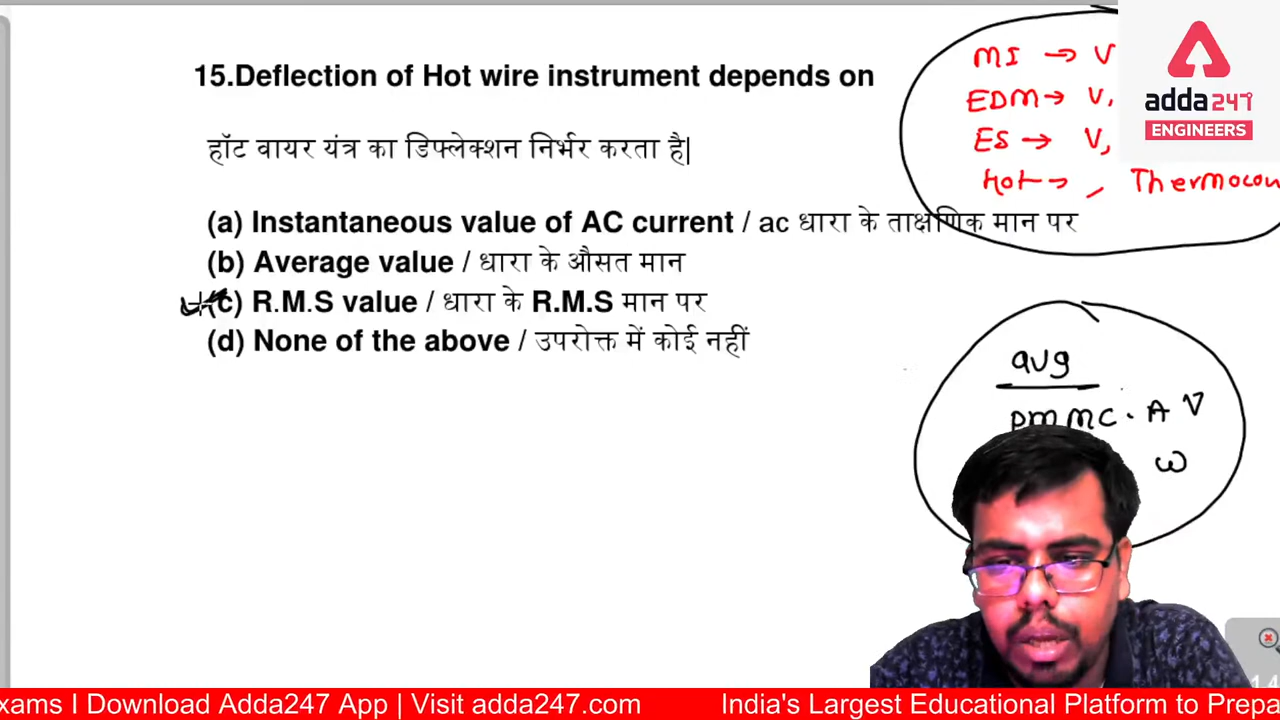 15.Deflection of Hot wire instrument depends on
हॉट वायर यंत्र का डिफ्लेक्शन निर्भर करता है|
(a) Instantaneous value of AC current / ac धारा के ताक्षणिक मान पर
(b) Average value / धारा के औसत मान
(c) R.M.S value / धारा के R.M.S मान पर
(d) None of the above / उपरोक्त में कोई नहीं
MI → V
EDM → V,
ES → V,
Hot → , Thermocou
adda247
ENGINEERS
avg
PMMC. A V
ω
xams I Download Adda247 App | Visit adda247.com India's Largest Educational Platform to Prepa